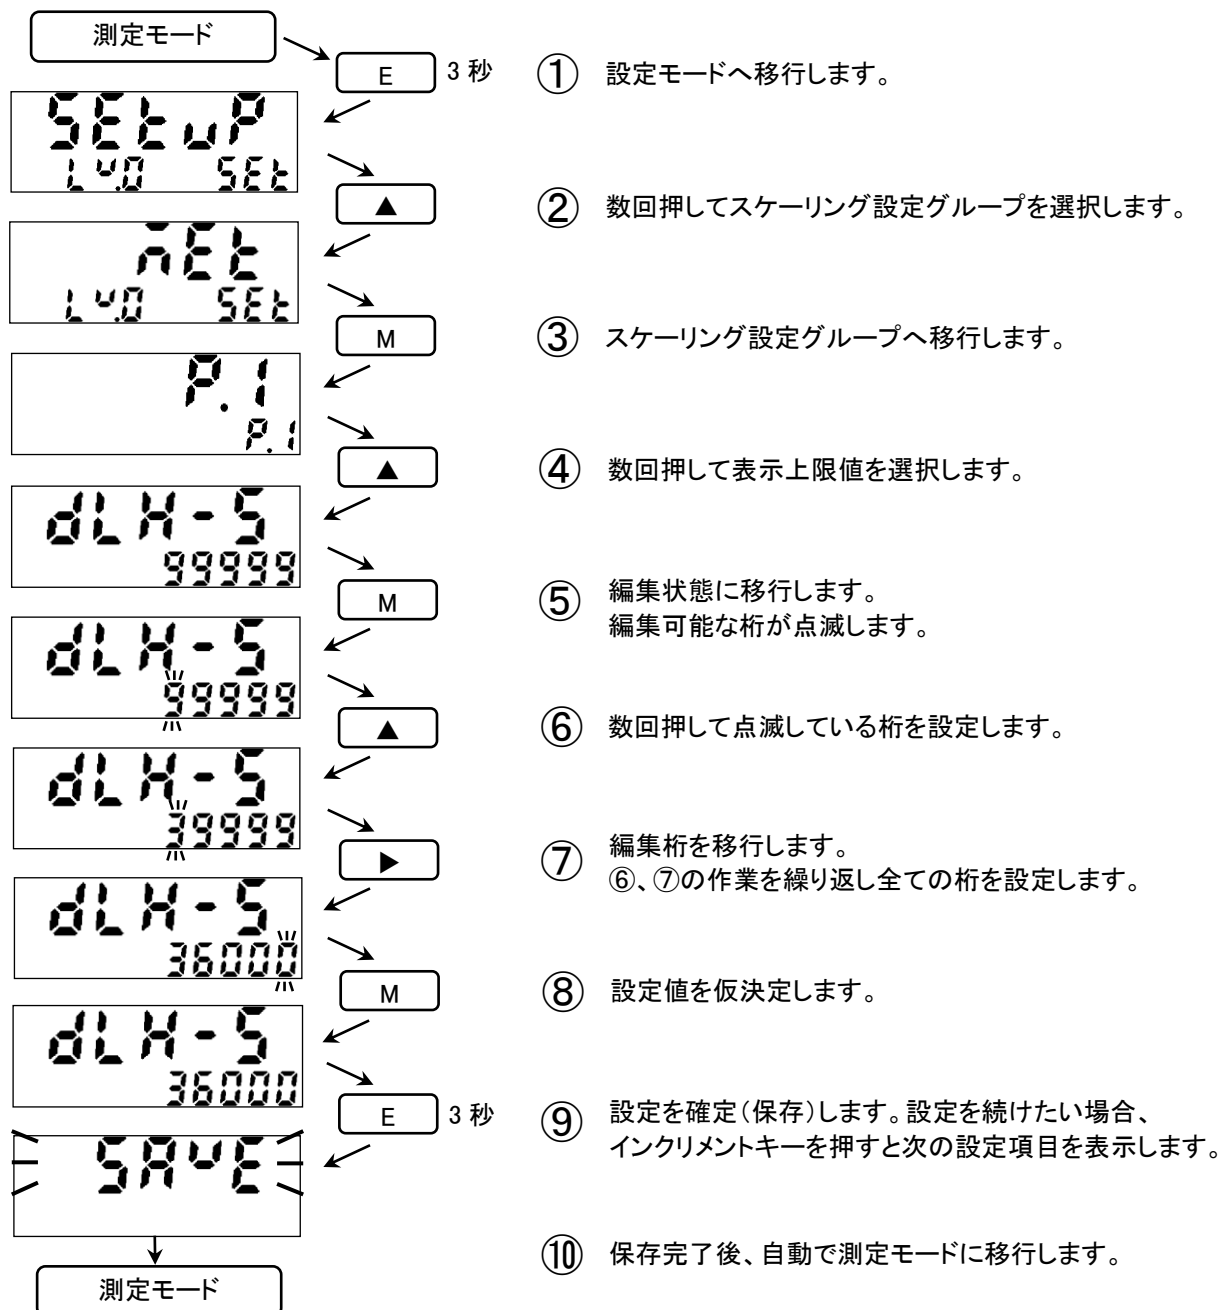 測定モード
E 3 秒 ① 設定モードへ移行します。
SEtuP
Lv.0 SEt
▲ ② 数回押してスケーリング設定グループを選択します。
mEt
Lv.0 SEt
M ③ スケーリング設定グループへ移行します。
P.1
P.1
▲ ④ 数回押して表示上限値を選択します。
dLH-S
99999
M ⑤ 編集状態に移行します。
編集可能な桁が点滅します。
dLH-S
99999
▲ ⑥ 数回押して点滅している桁を設定します。
dLH-S
39999
▶ ⑦ 編集桁を移行します。
⑥、⑦の作業を繰り返し全ての桁を設定します。
dLH-S
36000
M ⑧ 設定値を仮決定します。
dLH-S
36000
E 3 秒 ⑨ 設定を確定(保存)します。設定を続けたい場合、
インクリメントキーを押すと次の設定項目を表示します。
SAvE
⑩ 保存完了後、自動で測定モードに移行します。
測定モード